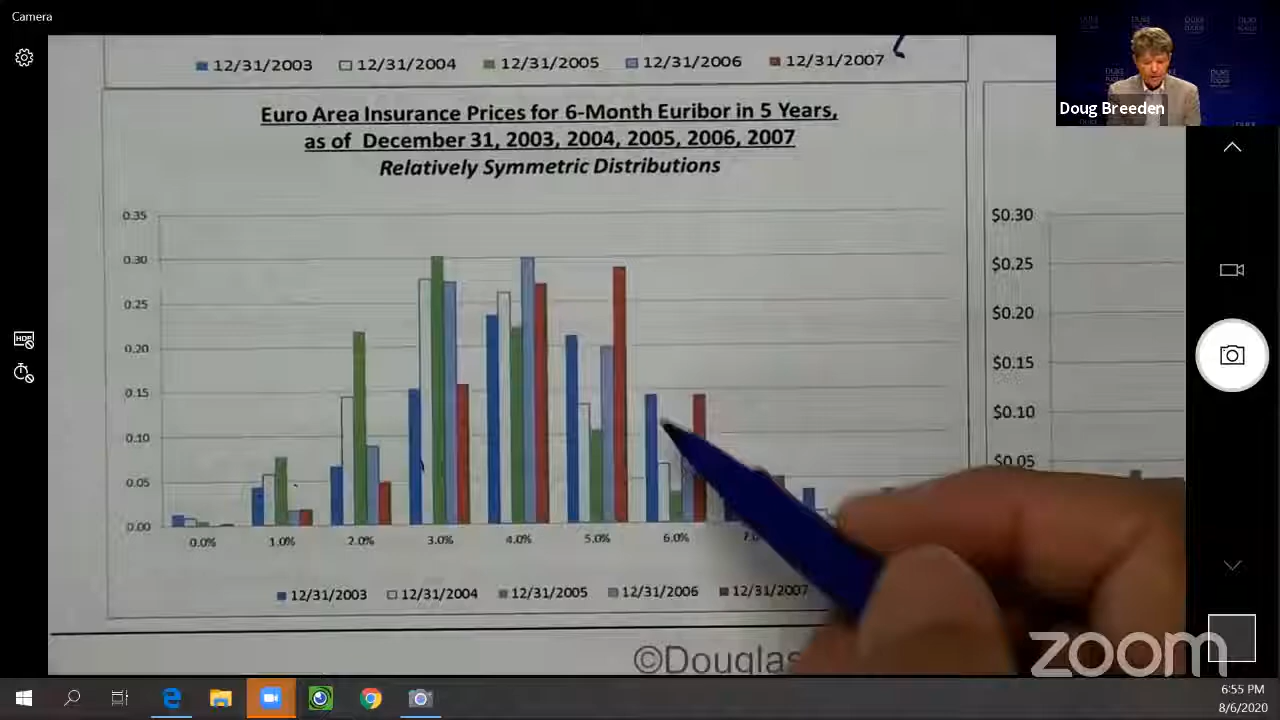 Camera
12/31/2003 12/31/2004 12/31/2005 12/31/2006 12/31/2007
Doug Breeden
Euro Area Insurance Prices for 6-Month Euribor in 5 Years,
as of December 31, 2003, 2004, 2005, 2006, 2007
Relatively Symmetric Distributions
0.35
0.30
0.25
0.20
0.15
0.10
0.05
0.00
0.0% 1.0% 2.0% 3.0% 4.0% 5.0% 6.0%
12/31/2003 12/31/2004 12/31/2005 12/31/2006 12/31/2007
$0.30
$0.25
$0.20
$0.15
$0.10
$0.05
©Douglas
zoom
6:55 PM
8/6/2020